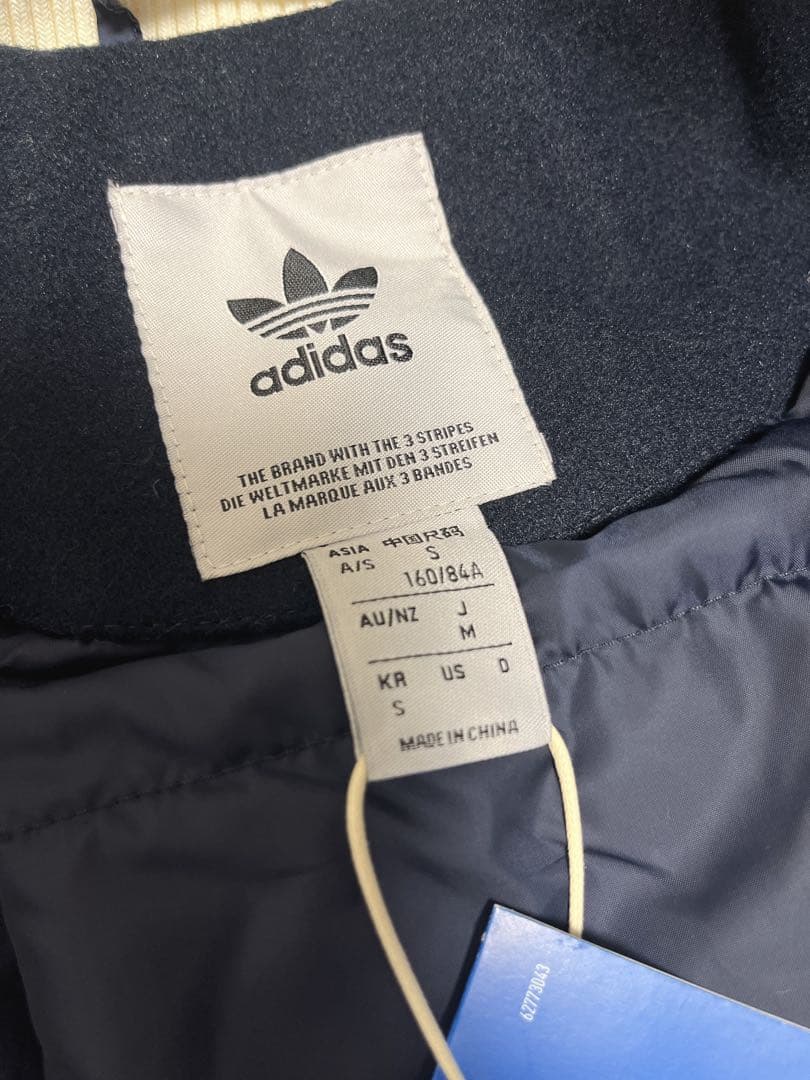 adidas
THE BRAND WITH THE 3 STRIPES
DIE WELTMARKE MIT DEN 3 STREIFEN
LA MARQUE AUX 3 BANDES
ASIA 中国尺码
A/S S
160/84A
AU/NZ J
M
KR US D
S
MADE IN CHINA
62773043